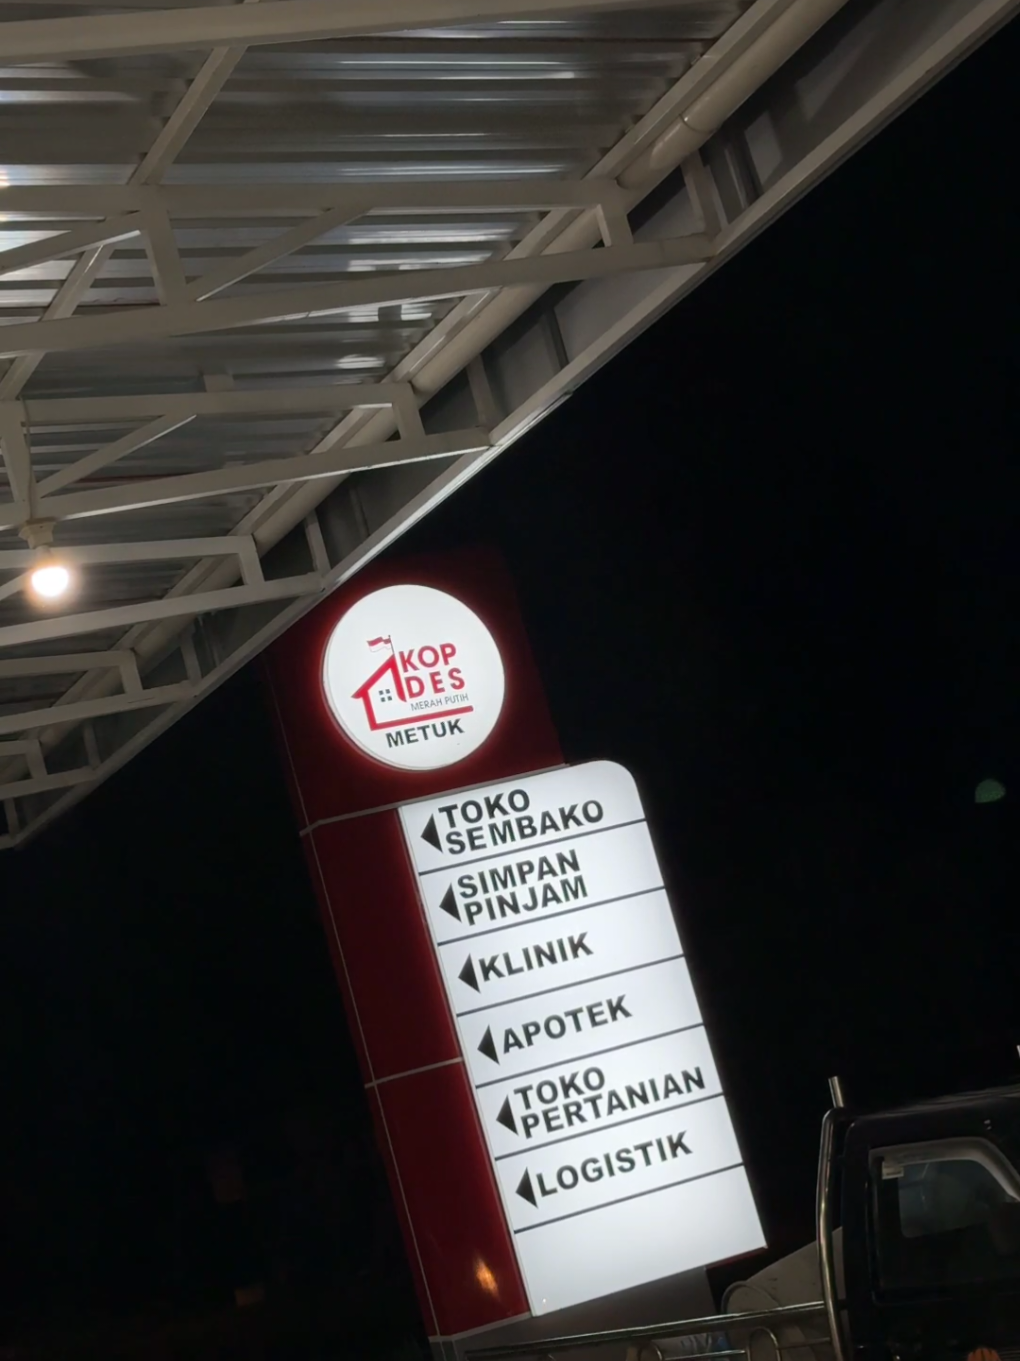 KOP
DES
MERAH PUTIH
METUK
TOKO
SEMBAKO
SIMPAN
PINJAM
KLINIK
APOTEK
TOKO
PERTANIAN
LOGISTIK